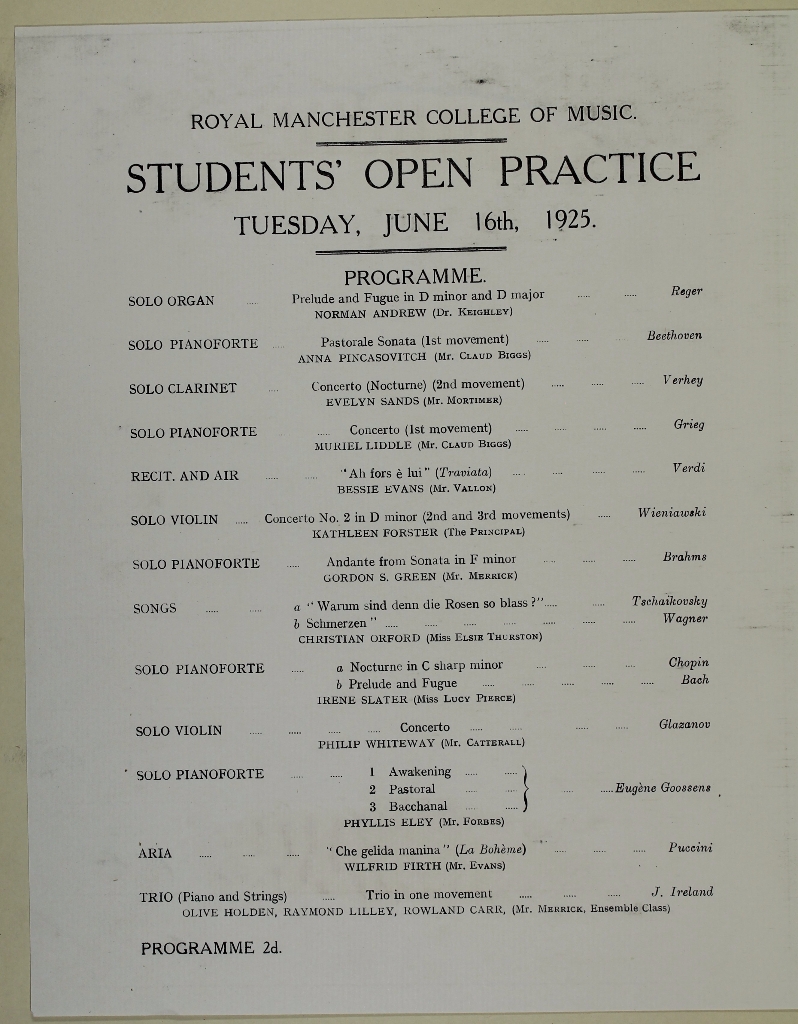 ROYAL MANCHESTER COLLEGE OF MUSIC.
STUDENTS' OPEN PRACTICE
TUESDAY, JUNE 16th, 1925.
PROGRAMME.
SOLO ORGAN .... Prelude and Fugue in D minor and D major .... .... Reger
NORMAN ANDREW (Dr. KEIGHLEY)
SOLO PIANOFORTE .... Pastorale Sonata (1st movement) .... .... Beethoven
ANNA PINCASOVITCH (Mr. CLAUD BIGGS)
SOLO CLARINET .... Concerto (Nocturne) (2nd movement) .... .... .... Verhey
EVELYN SANDS (Mr. MORTIMER)
SOLO PIANOFORTE .... Concerto (1st movement) .... .... .... .... Grieg
MURIEL LIDDLE (Mr. CLAUD BIGGS)
RECIT. AND AIR .... .... "Ah fors è lui" (Traviata) .... .... .... .... Verdi
BESSIE EVANS (Mr. VALLON)
SOLO VIOLIN .... Concerto No. 2 in D minor (2nd and 3rd movements) .... Wieniawski
KATHLEEN FORSTER (The PRINCIPAL)
SOLO PIANOFORTE .... Andante from Sonata in F minor .... .... .... Brahms
GORDON S. GREEN (Mr. MERRICK)
SONGS .... .... a "Warum sind denn die Rosen so blass?".... .... Tschaïkovsky
b Schmerzen" .... .... .... .... .... .... .... Wagner
CHRISTIAN ORFORD (Miss ELSIE THURSTON)
SOLO PIANOFORTE .... a Nocturne in C sharp minor .... .... .... Chopin
b Prelude and Fugue .... .... .... .... .... Bach
IRENE SLATER (Miss LUCY PIERCE)
SOLO VIOLIN .... .... .... .... Concerto .... .... .... .... Glazanov
PHILIP WHITEWAY (Mr. CATTERALL)
SOLO PIANOFORTE .... .... 1 Awakening .... ....
2 Pastoral .... .... } .... ....Eugène Goossens
3 Bacchanal .... ....
PHYLLIS ELEY (Mr. FORBES)
ARIA .... .... .... "Che gelida manina" (La Bohème) .... .... .... Puccini
WILFRID FIRTH (Mr. EVANS)
TRIO (Piano and Strings) .... Trio in one movement .... .... .... J. Ireland
OLIVE HOLDEN, RAYMOND LILLEY, ROWLAND CARR, (Mr. MERRICK, Ensemble Class)
PROGRAMME 2d.